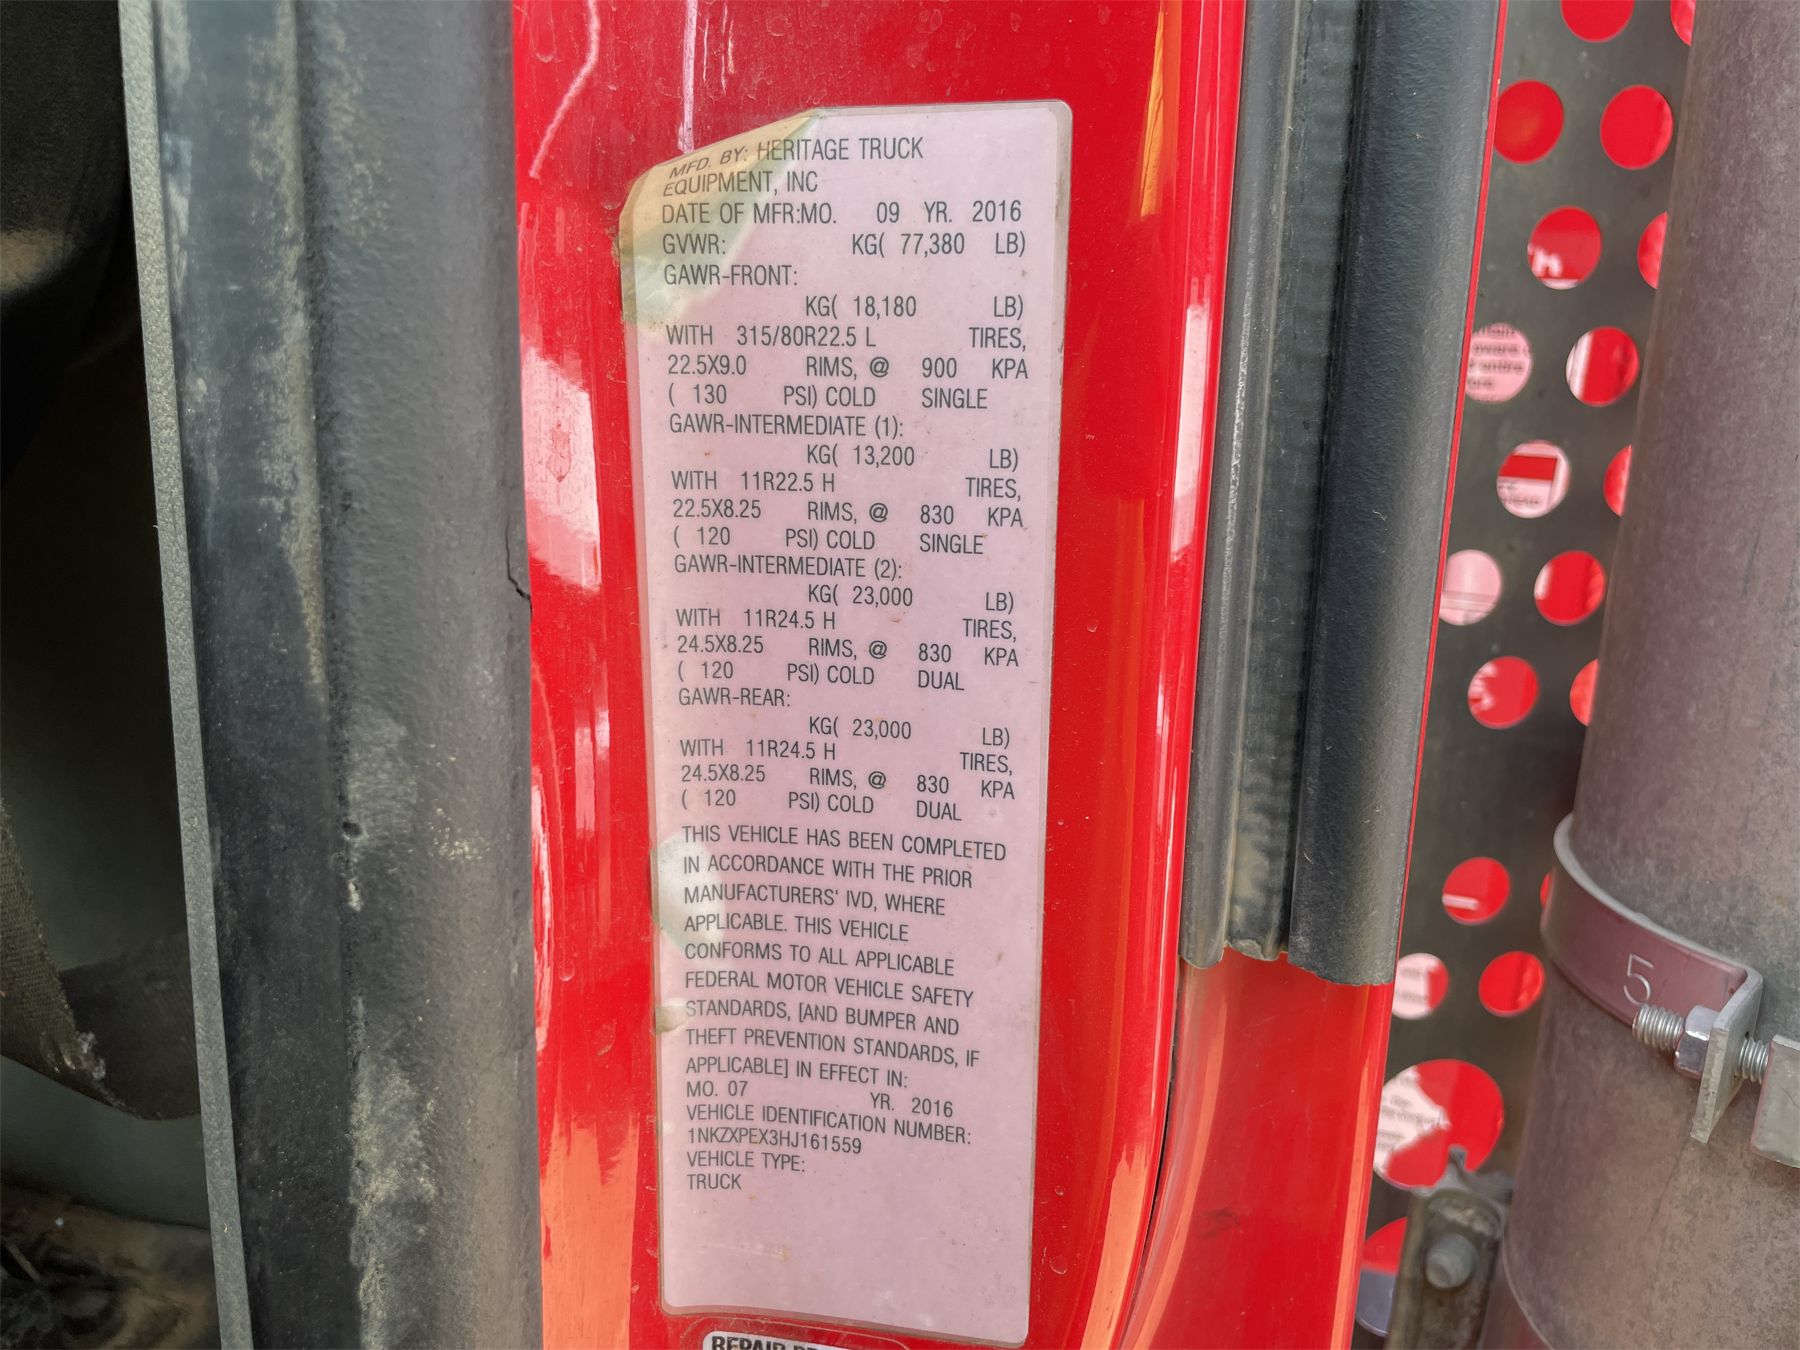 MFD. BY: HERITAGE TRUCK
EQUIPMENT, INC
DATE OF MFR:MO. 09 YR. 2016
GVWR: KG( 77,380 LB)
GAWR-FRONT:
KG( 18,180 LB)
WITH 315/80R22.5 L TIRES,
22.5X9.0 RIMS, @ 900 KPA
( 130 PSI) COLD SINGLE
GAWR-INTERMEDIATE (1):
KG( 13,200 LB)
WITH 11R22.5 H TIRES,
22.5X8.25 RIMS, @ 830 KPA
( 120 PSI) COLD SINGLE
GAWR-INTERMEDIATE (2):
KG( 23,000 LB)
WITH 11R24.5 H TIRES,
24.5X8.25 RIMS, @ 830 KPA
( 120 PSI) COLD DUAL
GAWR-REAR:
KG( 23,000 LB)
WITH 11R24.5 H TIRES,
24.5X8.25 RIMS, @ 830 KPA
( 120 PSI) COLD DUAL
THIS VEHICLE HAS BEEN COMPLETED
IN ACCORDANCE WITH THE PRIOR
MANUFACTURERS' IVD, WHERE
APPLICABLE. THIS VEHICLE
CONFORMS TO ALL APPLICABLE
FEDERAL MOTOR VEHICLE SAFETY
STANDARDS, [AND BUMPER AND
THEFT PREVENTION STANDARDS, IF
APPLICABLE] IN EFFECT IN:
MO. 07 YR. 2016
VEHICLE IDENTIFICATION NUMBER:
1NKZXPEX3HJ161559
VEHICLE TYPE:
TRUCK
REPAIR
5